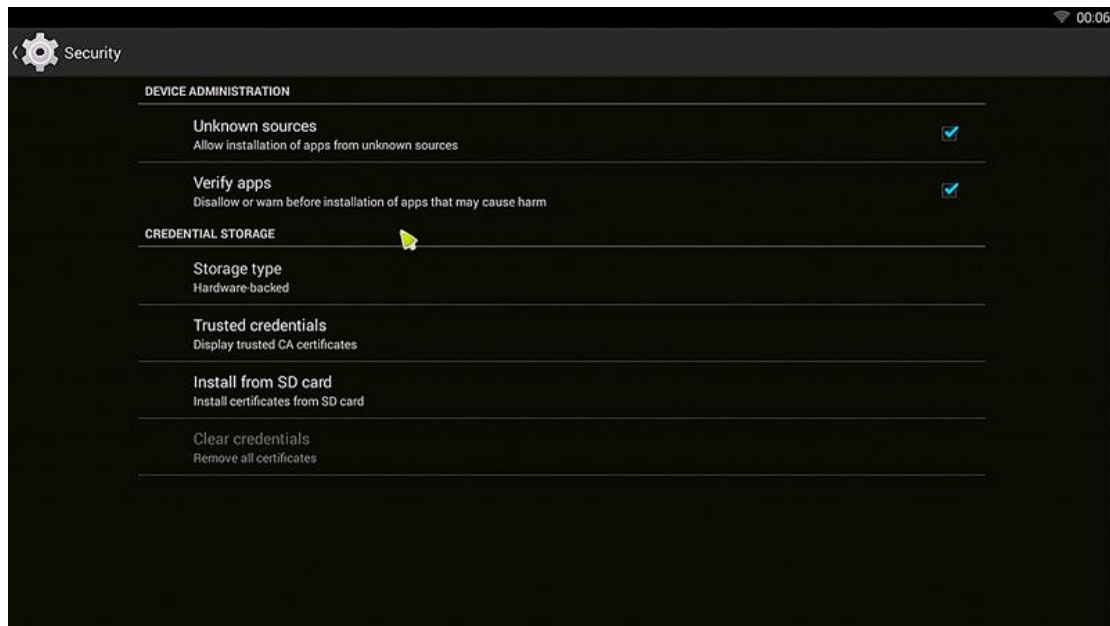 00:06
Security
DEVICE ADMINISTRATION
Unknown sources
Allow installation of apps from unknown sources
Verify apps
Disallow or warn before installation of apps that may cause harm
CREDENTIAL STORAGE
Storage type
Hardware-backed
Trusted credentials
Display trusted CA certificates
Install from SD card
Install certificates from SD card
Clear credentials
Remove all certificates